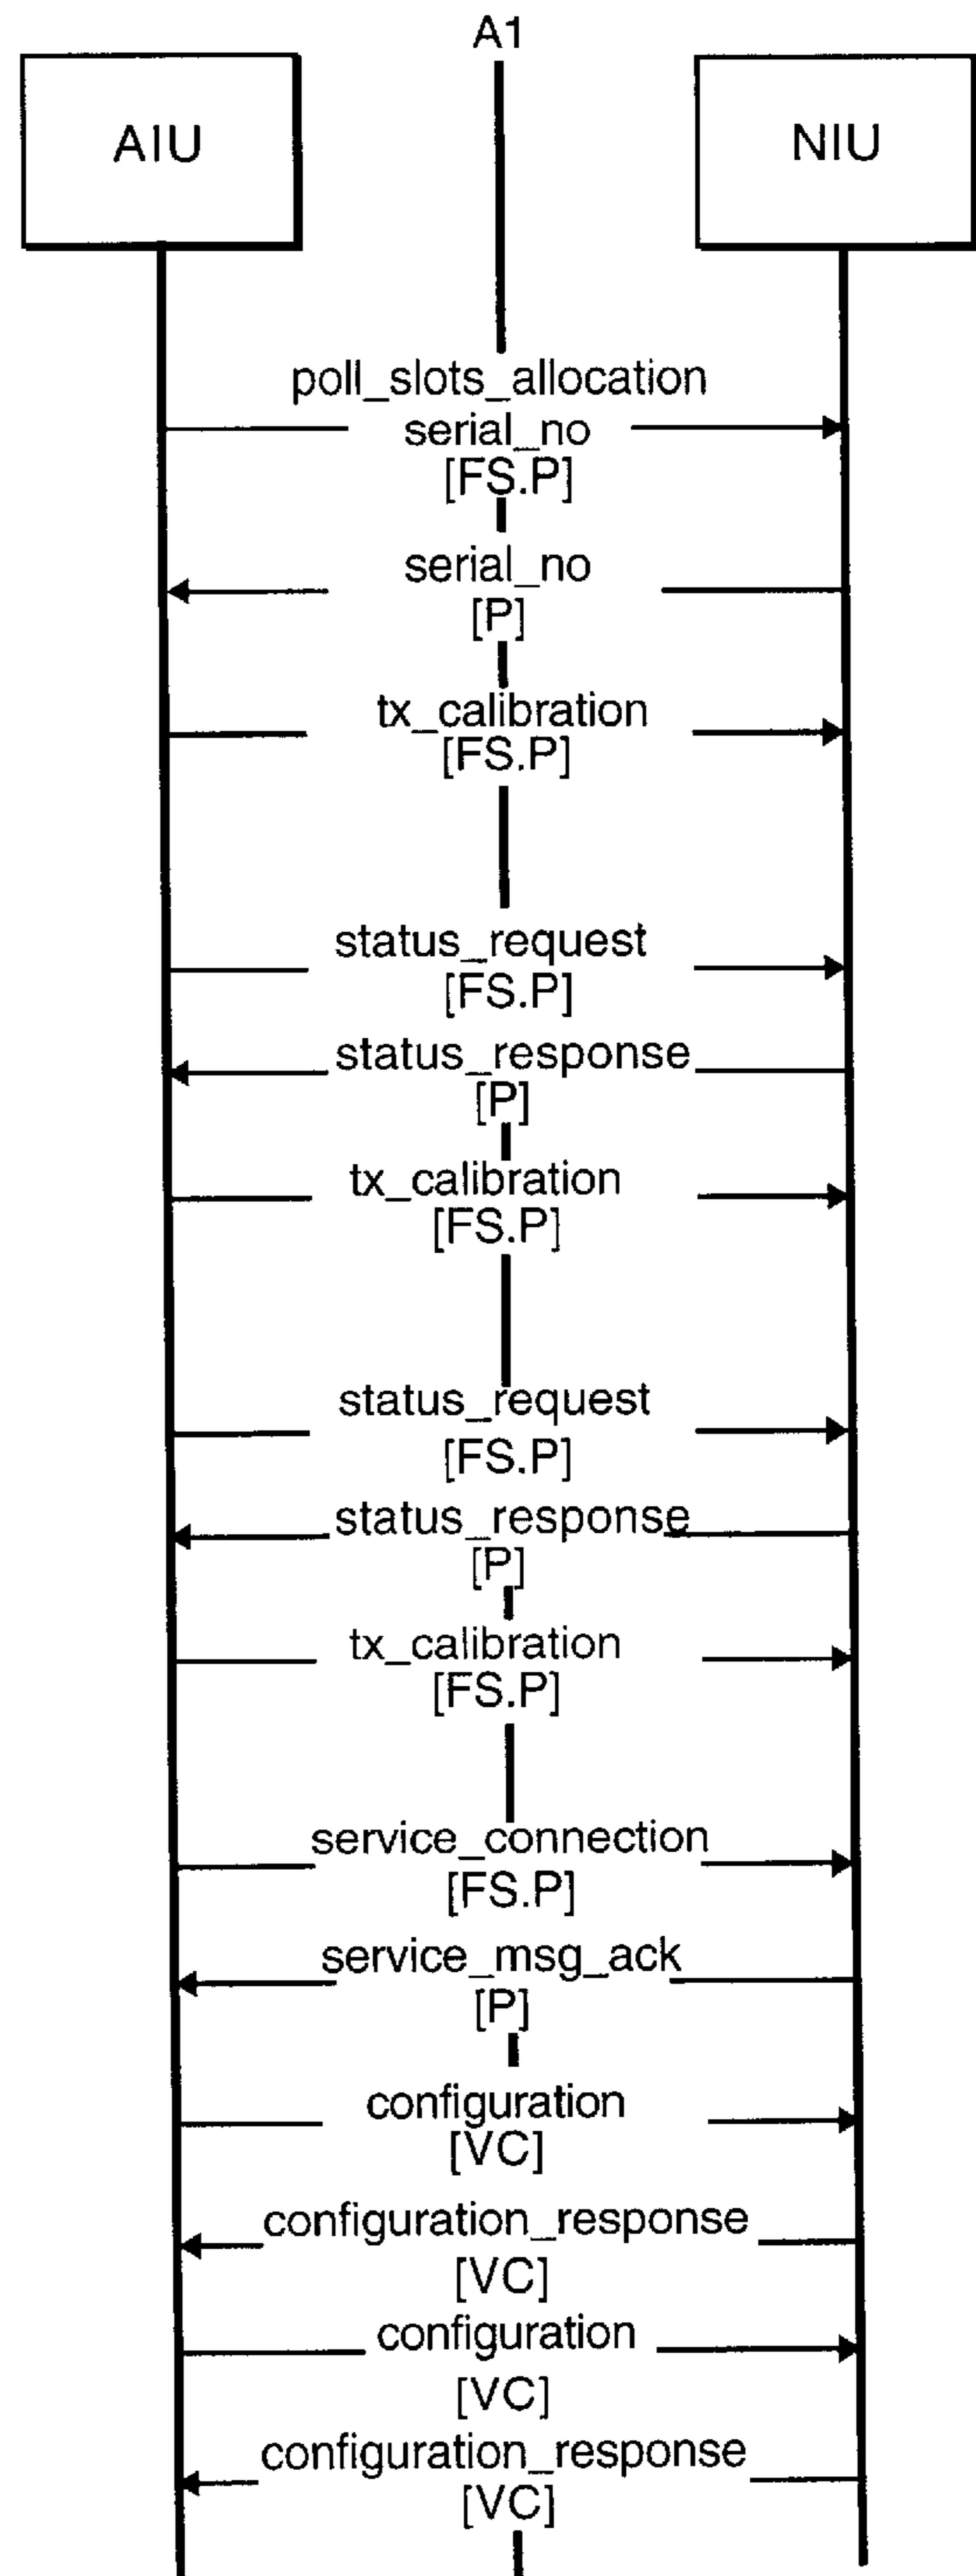 A1
AIU
NIU
poll_slots_allocation
serial_no
[FS.P]
serial_no
[P]
tx_calibration
[FS.P]
status_request
[FS.P]
status_response
[P]
tx_calibration
[FS.P]
status_request
[FS.P]
status_response
[P]
tx_calibration
[FS.P]
service_connection
[FS.P]
service_msg_ack
[P]
configuration
[VC]
configuration_response
[VC]
configuration
[VC]
configuration_response
[VC]